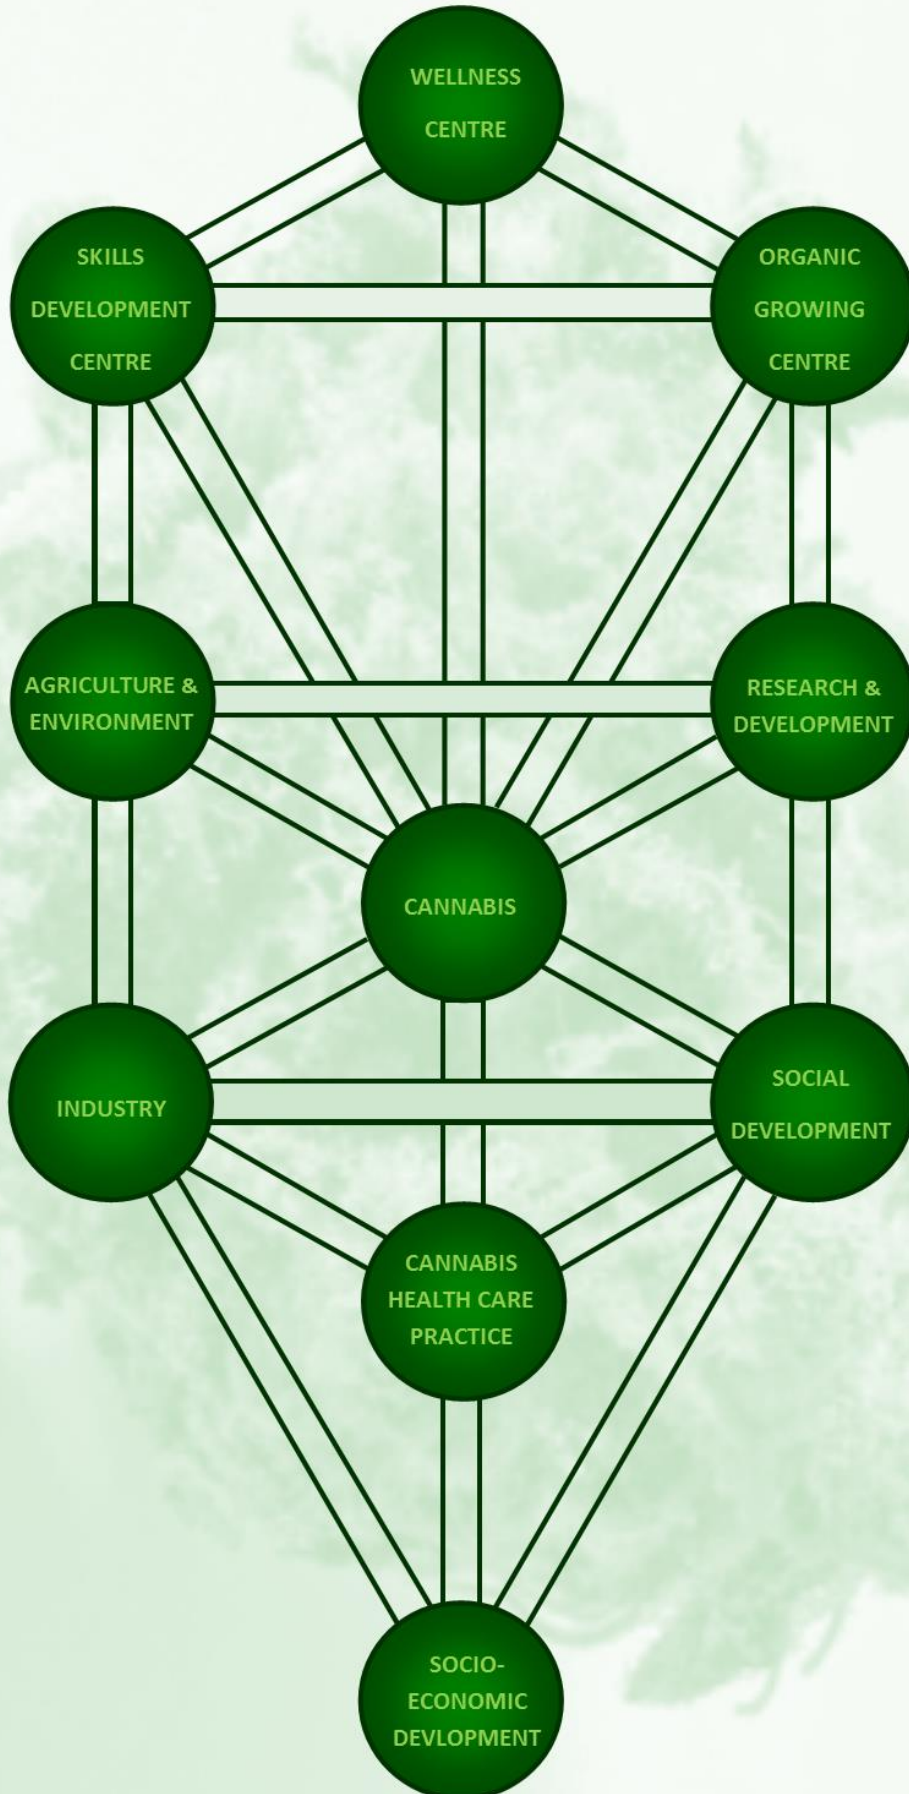 WELLNESS
CENTRE
SKILLS
DEVELOPMENT
CENTRE
ORGANIC
GROWING
CENTRE
AGRICULTURE &
ENVIRONMENT
RESEARCH &
DEVELOPMENT
CANNABIS
INDUSTRY
SOCIAL
DEVELOPMENT
CANNABIS
HEALTH CARE
PRACTICE
SOCIO-
ECONOMIC
DEVLOPMENT